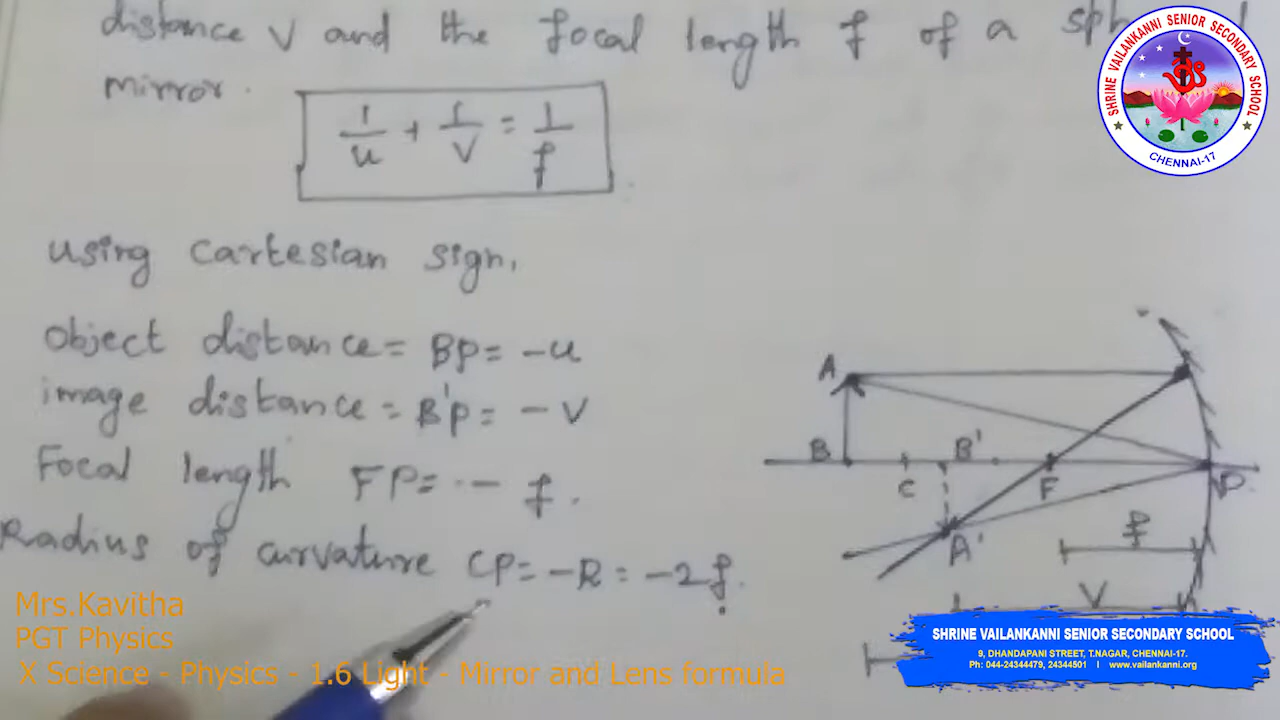 distance v and the focal length f of a
mirror.
1/u + 1/v = 1/f
using cartesian sign,
Object distance = BP = -u
image distance = B'P = -v
Focal length FP = - f.
Radius of curvature CP = -R = -2f.
A
B
C
B'
F
P
A'
f
V
SHRINE VAILANKANNI SENIOR SECONDARY SCHOOL
CHENNAI-17
Mrs.Kavitha
PGT Physics
X Science - Physics - 1.6 Light - Mirror and Lens formula
SHRINE VAILANKANNI SENIOR SECONDARY SCHOOL
9, DHANDAPANI STREET, T.NAGAR, CHENNAI-17.
Ph: 044-24344479, 24344501 | www.vailankanni.org